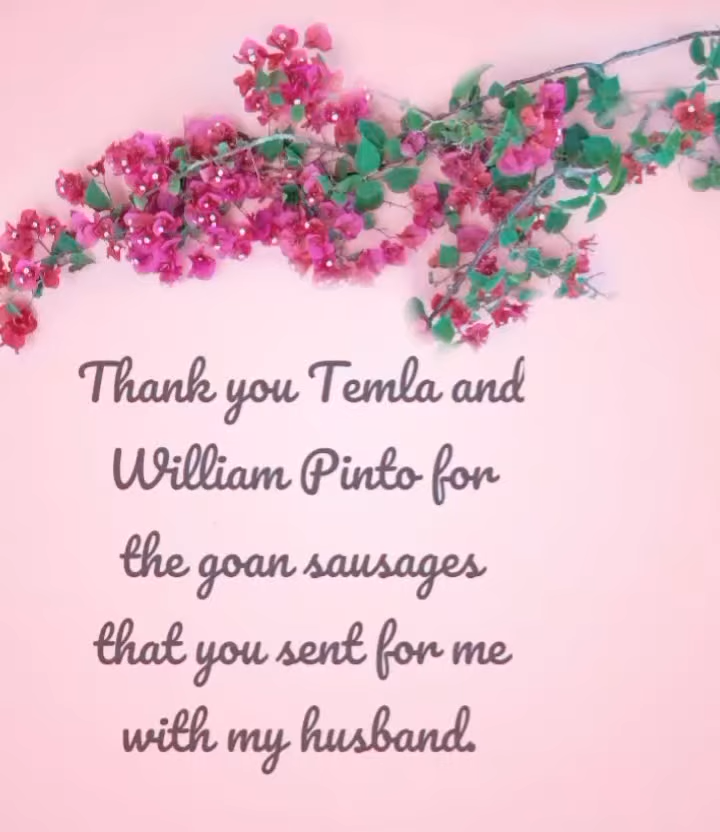 Thank you Temla and
William Pinto for
the goan sausages
that you sent for me
with my husband.